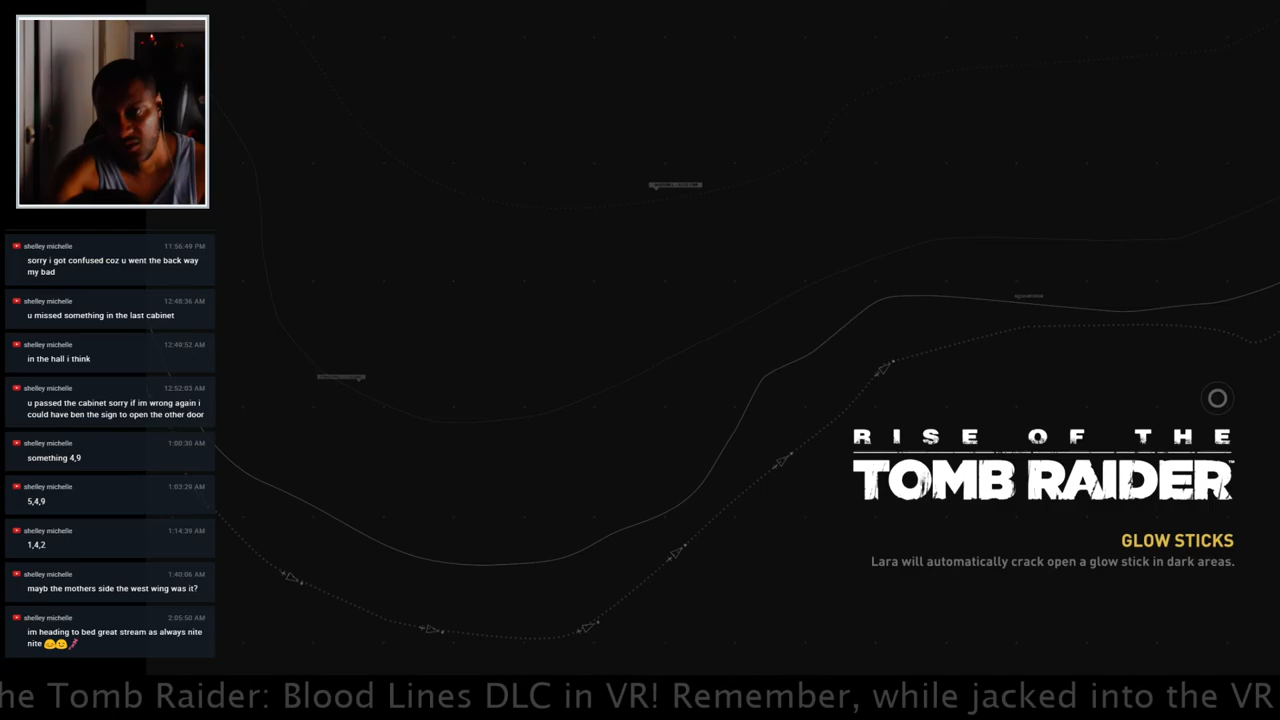 shelley michelle 11:56:49 PM
sorry i got confused coz u went the back way
my bad
shelley michelle 12:48:36 AM
u missed something in the last cabinet
shelley michelle 12:49:52 AM
in the hall i think
shelley michelle 12:52:03 AM
u passed the cabinet sorry if im wrong again i
could have ben the sign to open the other door
shelley michelle 1:00:30 AM
something 4,9
shelley michelle 1:03:29 AM
5,4,9
shelley michelle 1:14:39 AM
1,4,2
shelley michelle 1:40:06 AM
mayb the mothers side the west wing was it?
shelley michelle 2:05:50 AM
im heading to bed great stream as always nite
nite
RISE OF THE
TOMB RAIDER
GLOW STICKS
Lara will automatically crack open a glow stick in dark areas.
he Tomb Raider: Blood Lines DLC in VR! Remember, while jacked into the VR